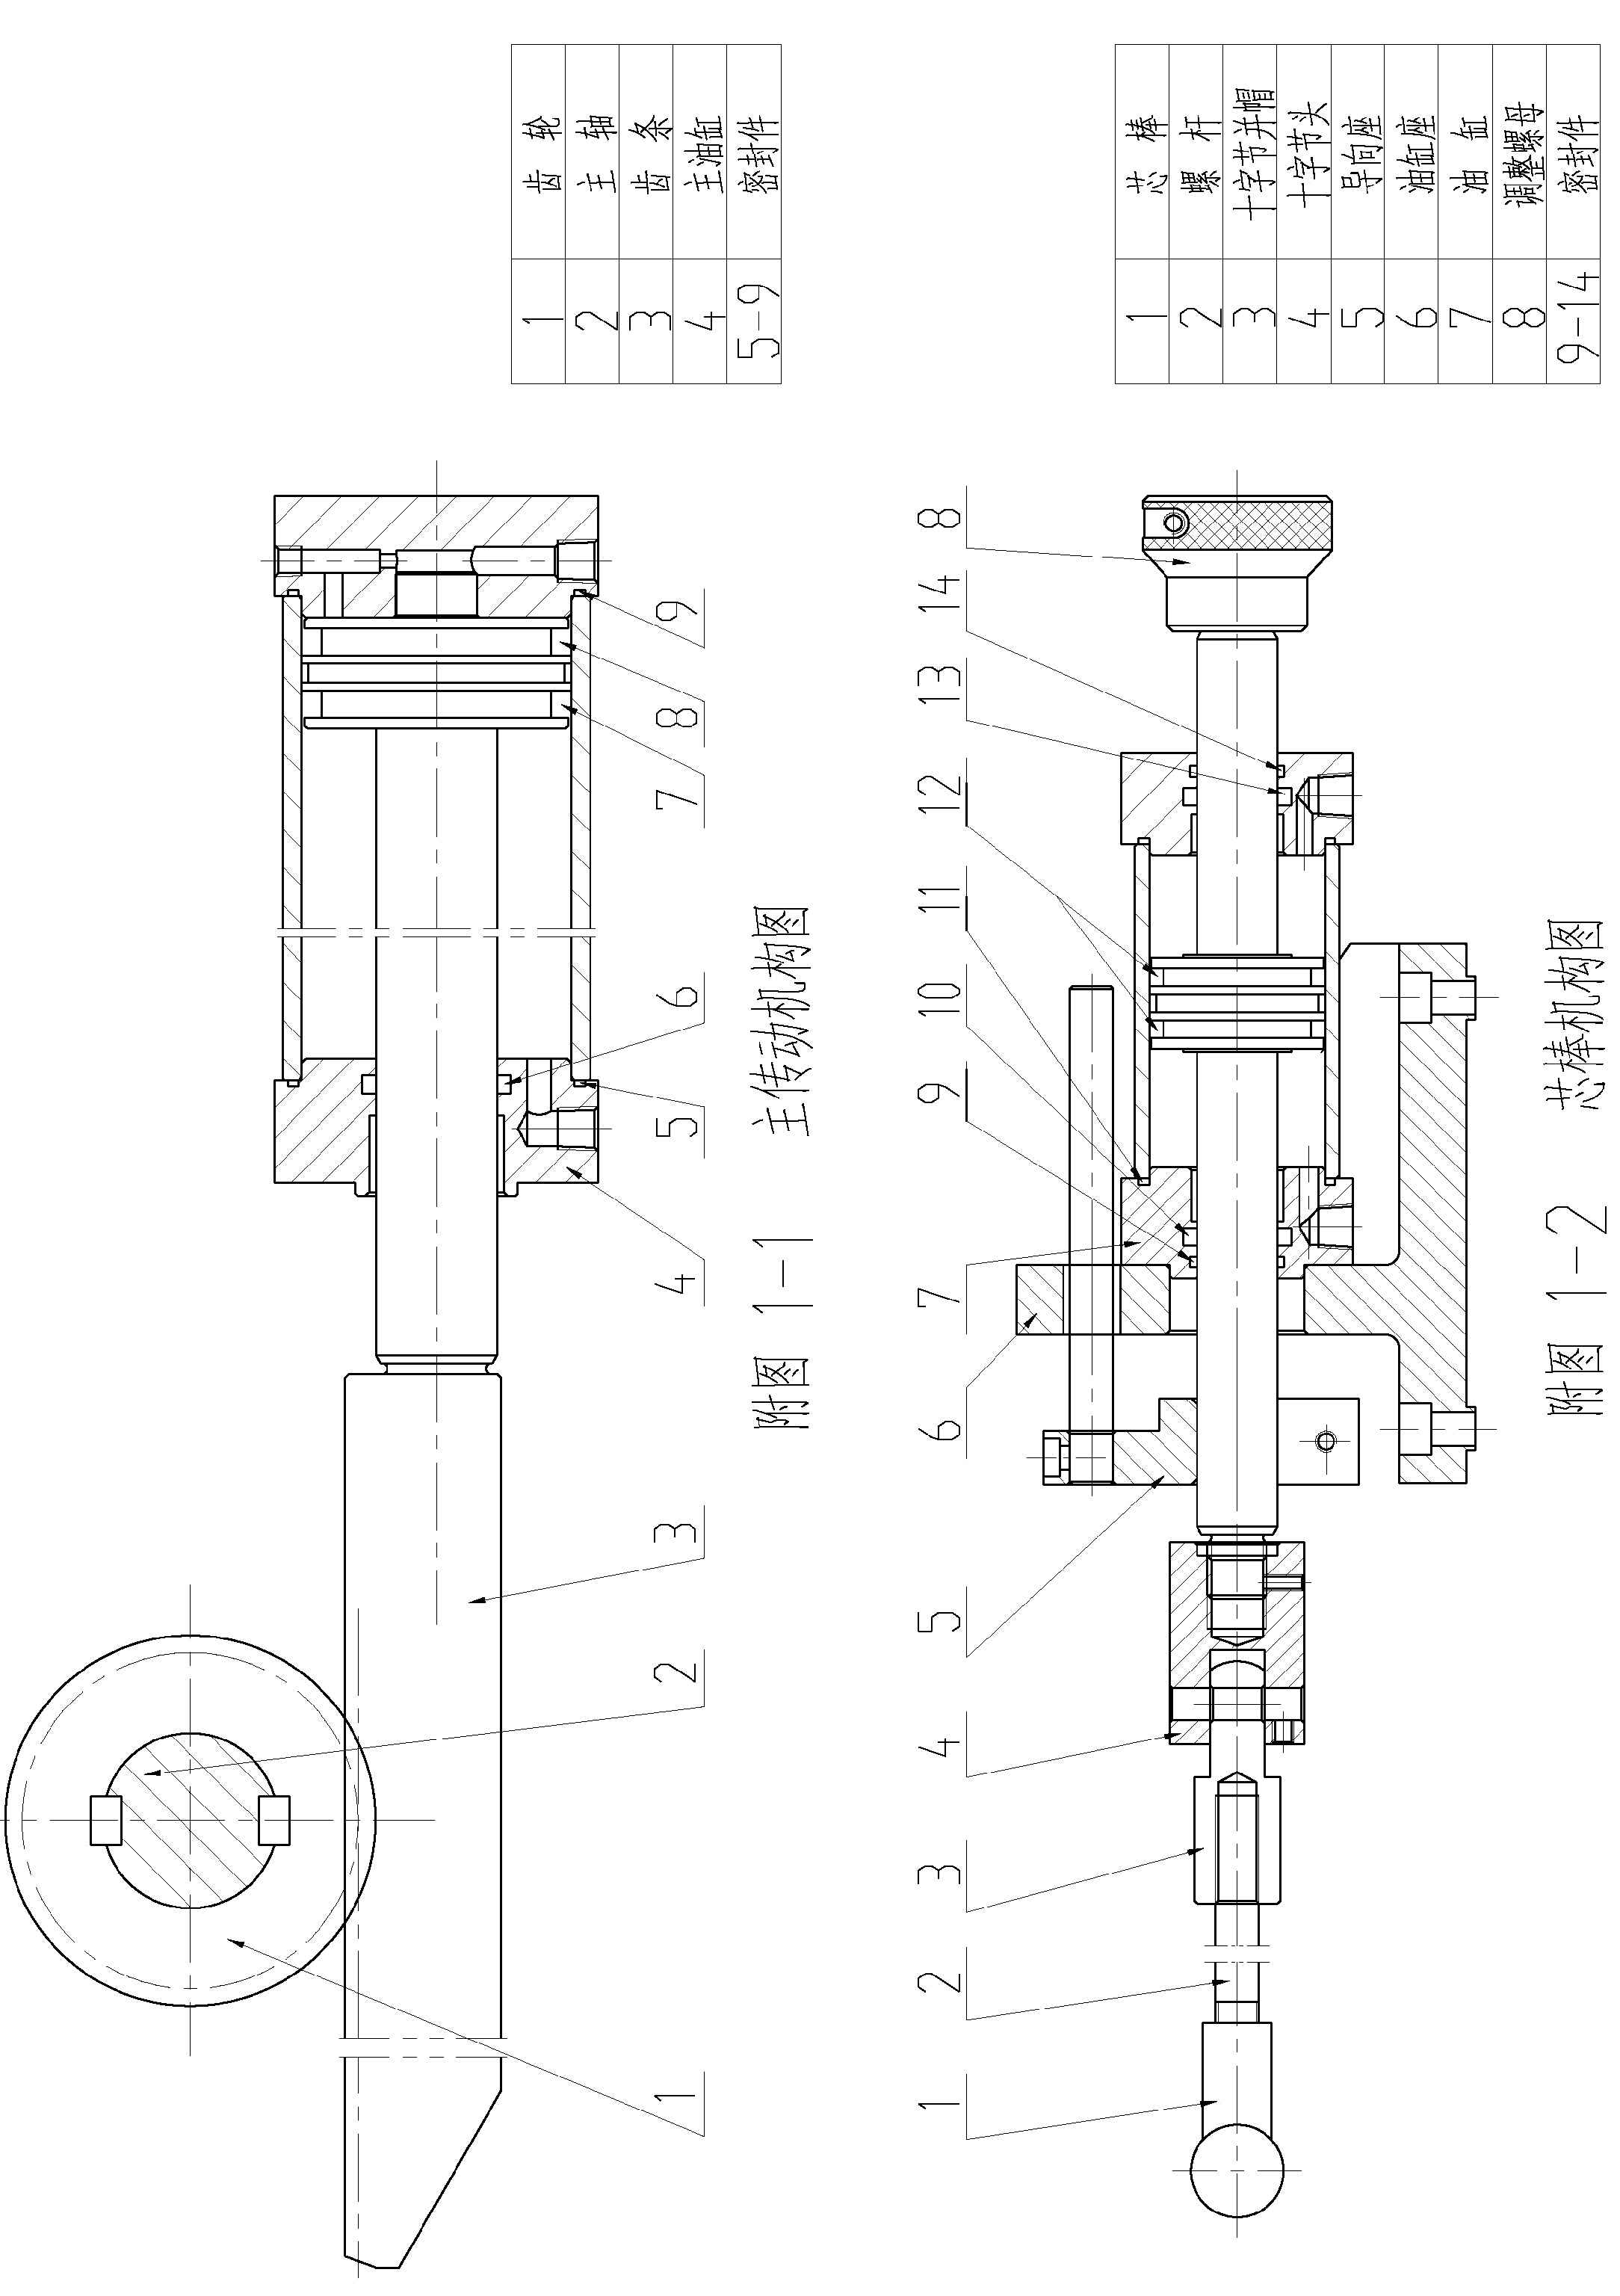 1 齿轮
2 主轴
3 齿条
4 主油缸
5-9 密封件
1
2
3
4
5
6
7
8
9
附图 1-1 主传动机构图
1 芯棒
2 螺杆
3 十字节并帽
4 十字节头
5 导向座
6 油缸座
7 油缸
8 调整螺母
9-14 密封件
1
2
3
4
5
6
7
9
10
11
12
13
14
8
附图 1-2 芯棒机构图